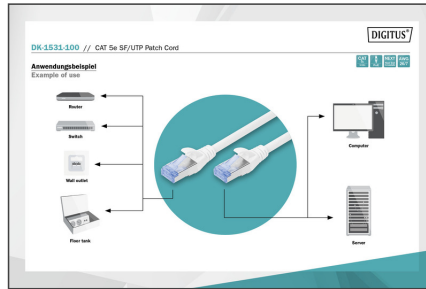 DIGITUS®
DK-1531-100 // CAT 5e SF/UTP Patch Cord
Anwendungsbeispiel
Example of use
Router
Switch
Wall outlet
Floor tank
Computer
Server